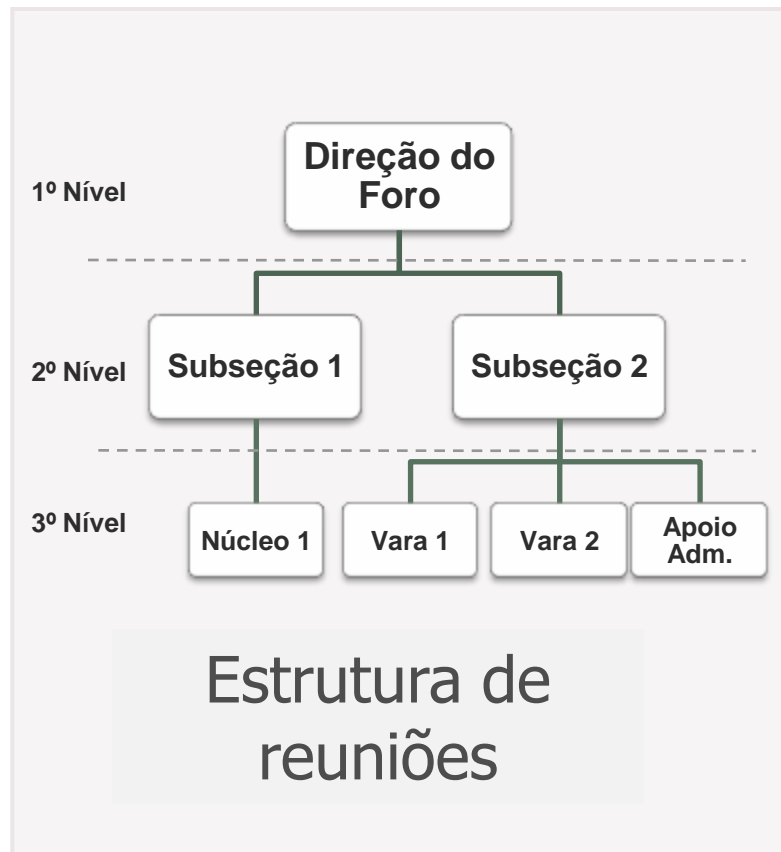 Direção do
Foro
1º Nível
Subseção 1
Subseção 2
2º Nível
3º Nível
Núcleo 1
Vara 1
Vara 2
Apoio
Adm.
Estrutura de
reuniões